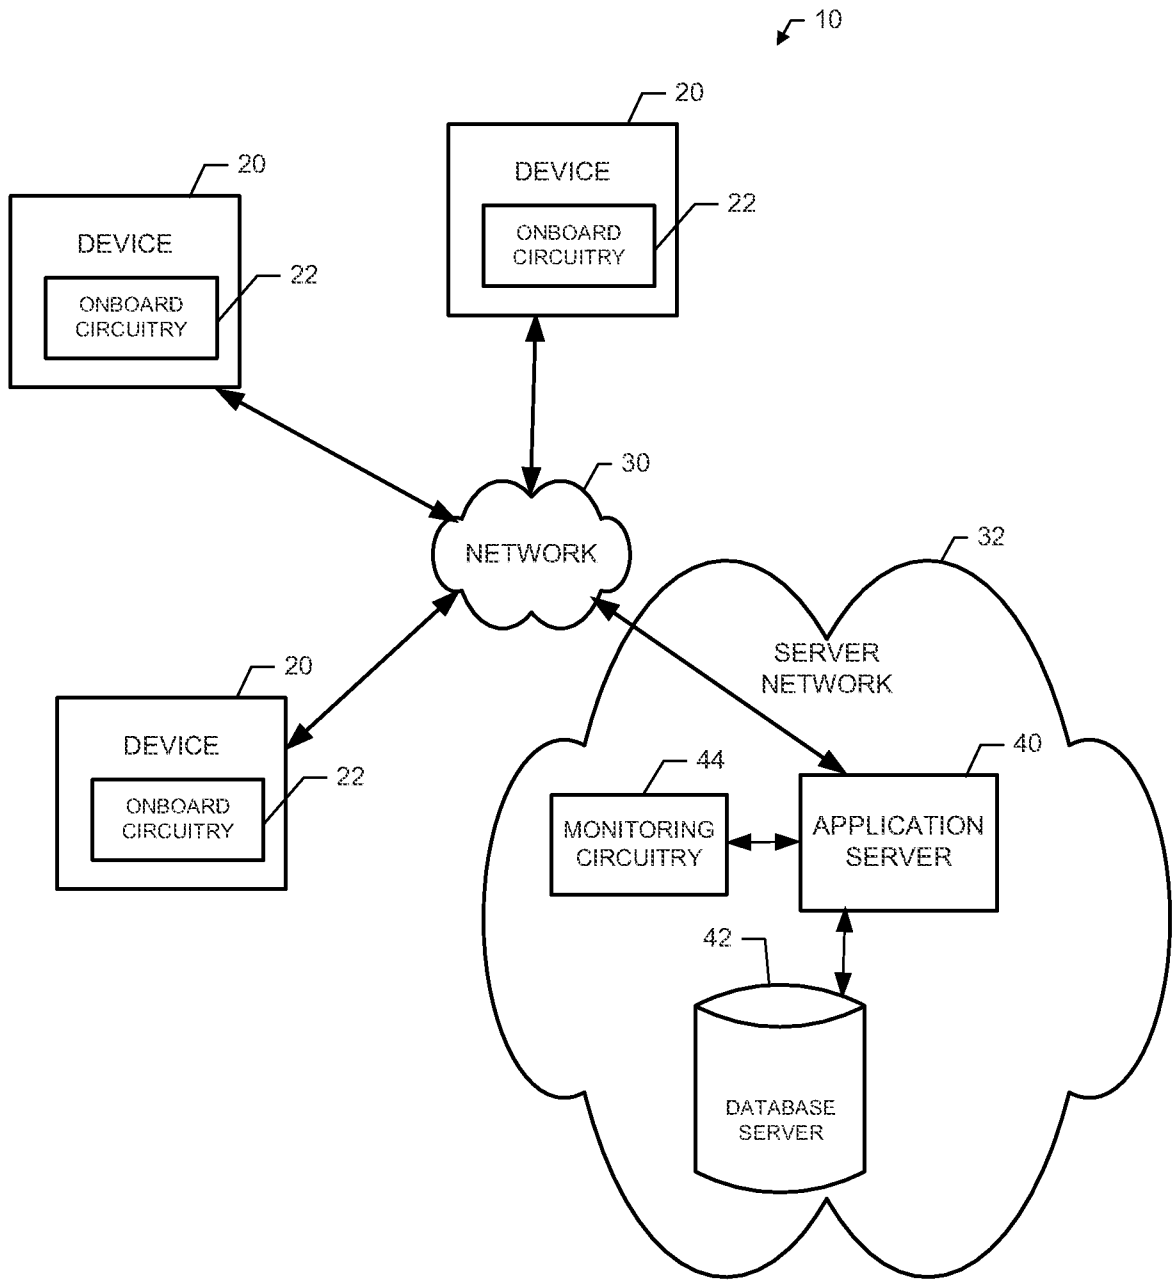 10
20
DEVICE
22
ONBOARD
CIRCUITRY
20
DEVICE
22
ONBOARD
CIRCUITRY
30
NETWORK
32
SERVER
NETWORK
20
DEVICE
22
ONBOARD
CIRCUITRY
44
MONITORING
CIRCUITRY
40
APPLICATION
SERVER
42
DATABASE
SERVER